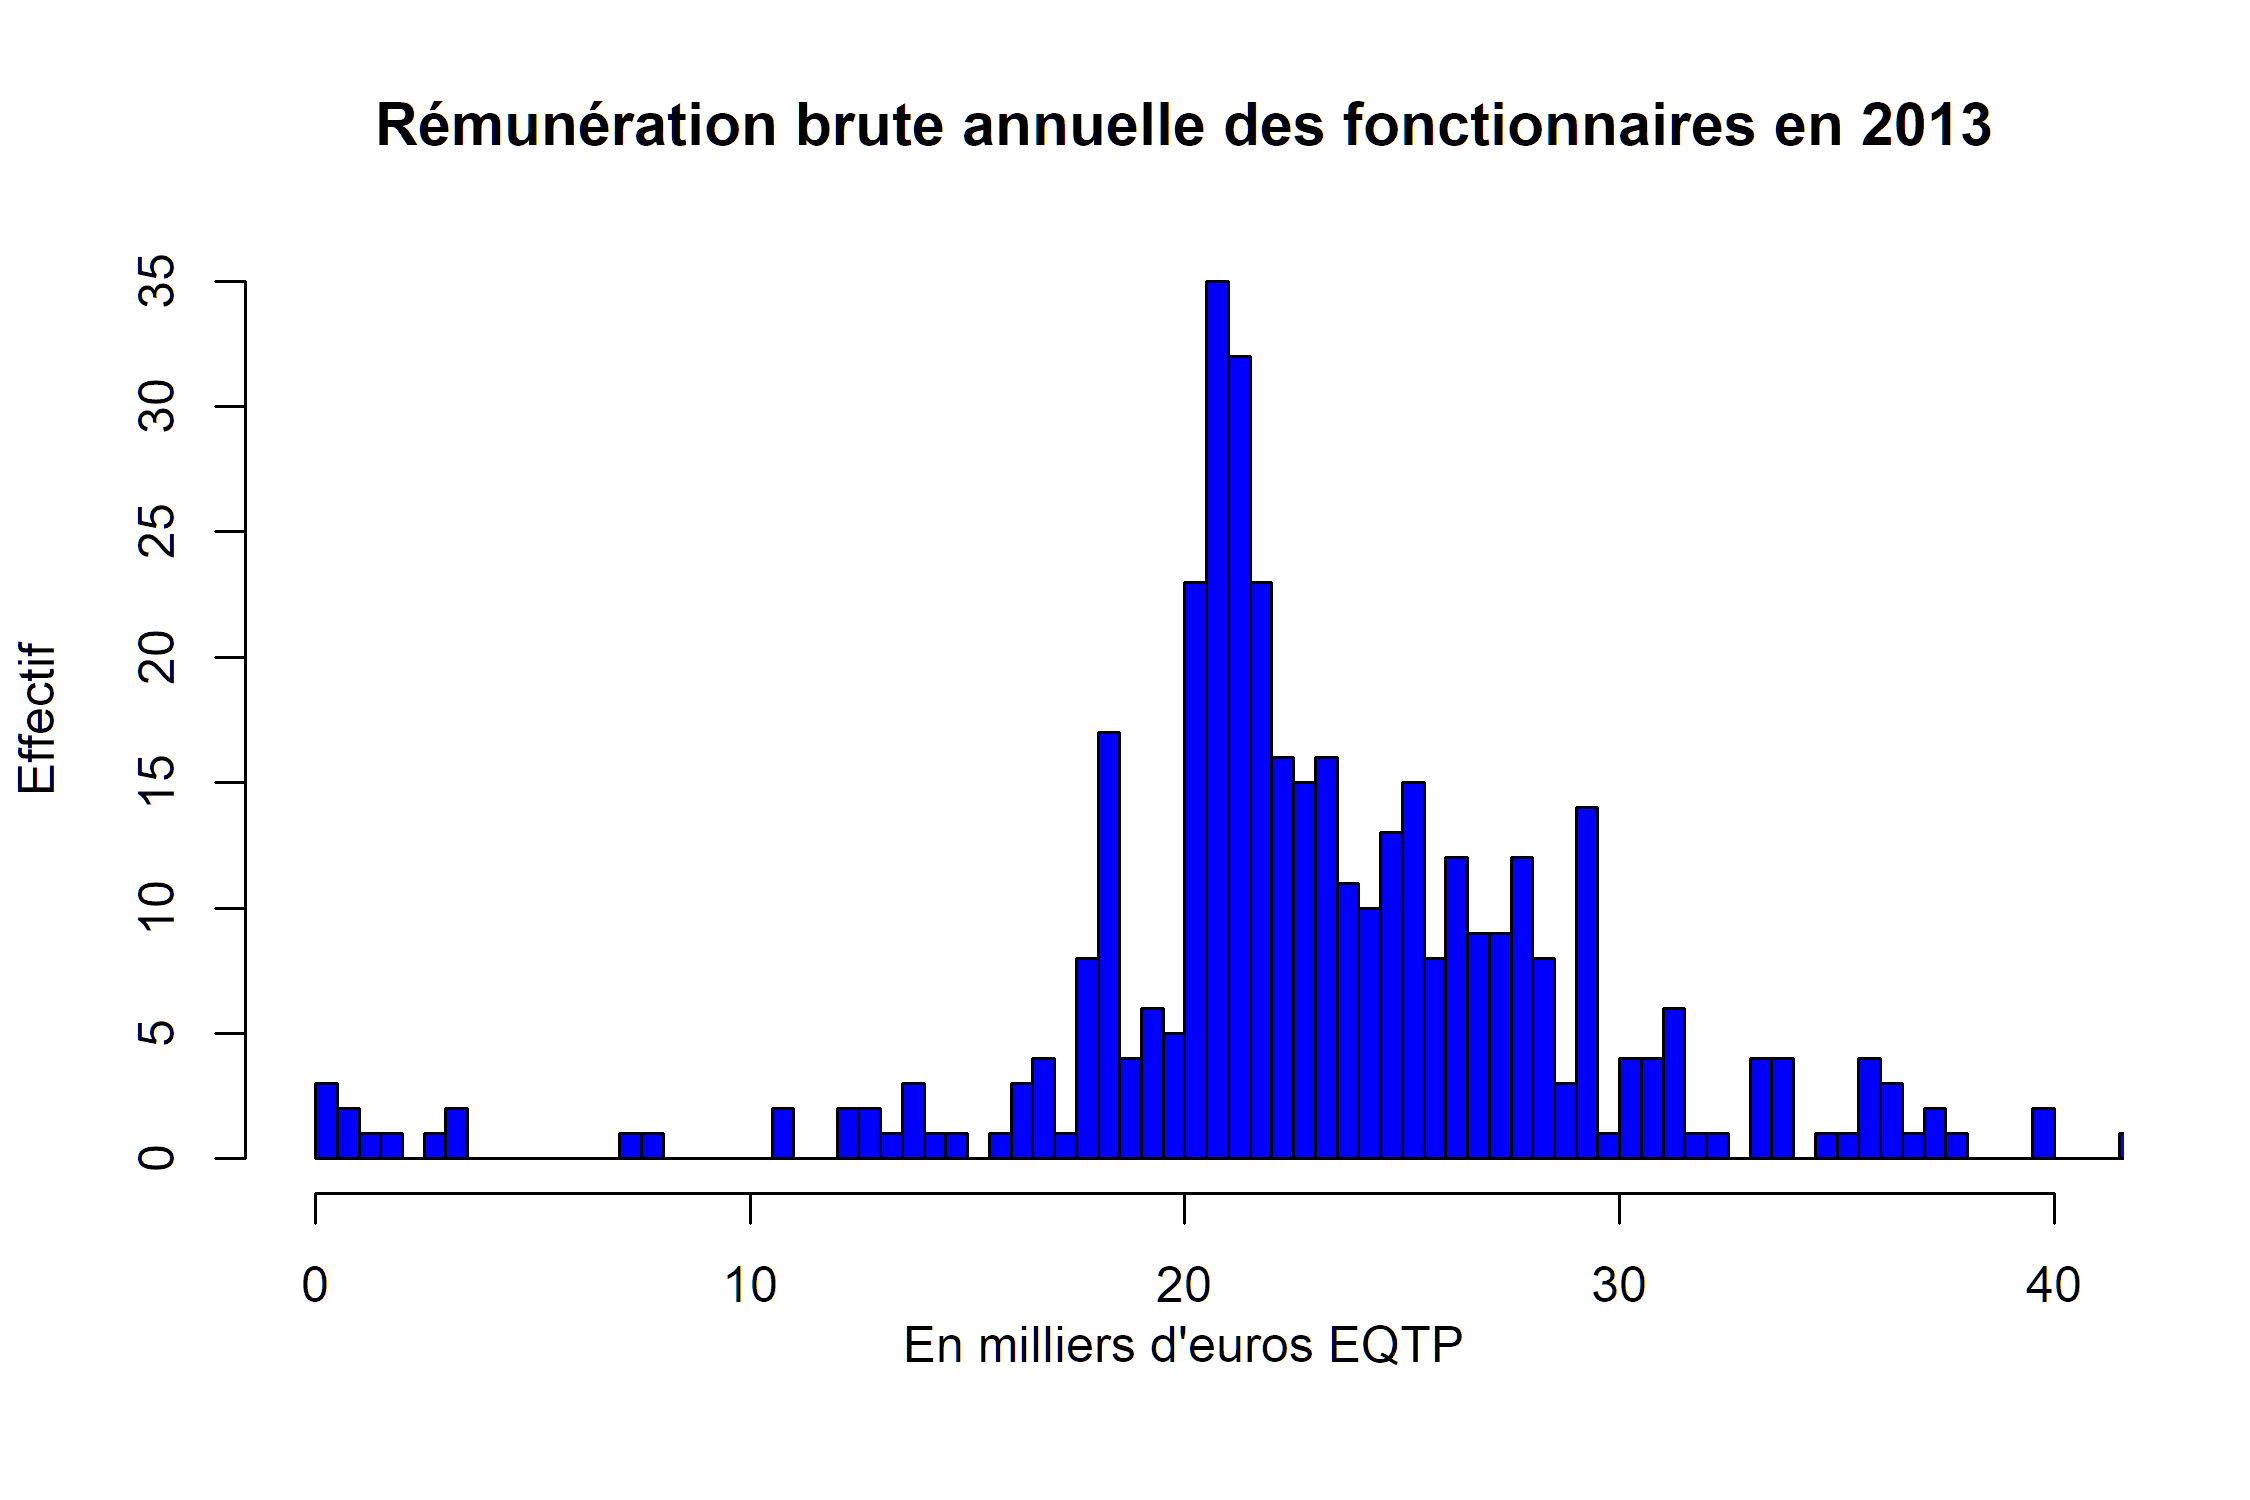 Rémunération brute annuelle des fonctionnaires en 2013
Effectif
35
30
25
20
15
10
5
0
0 10 20 30 40
En milliers d'euros EQTP